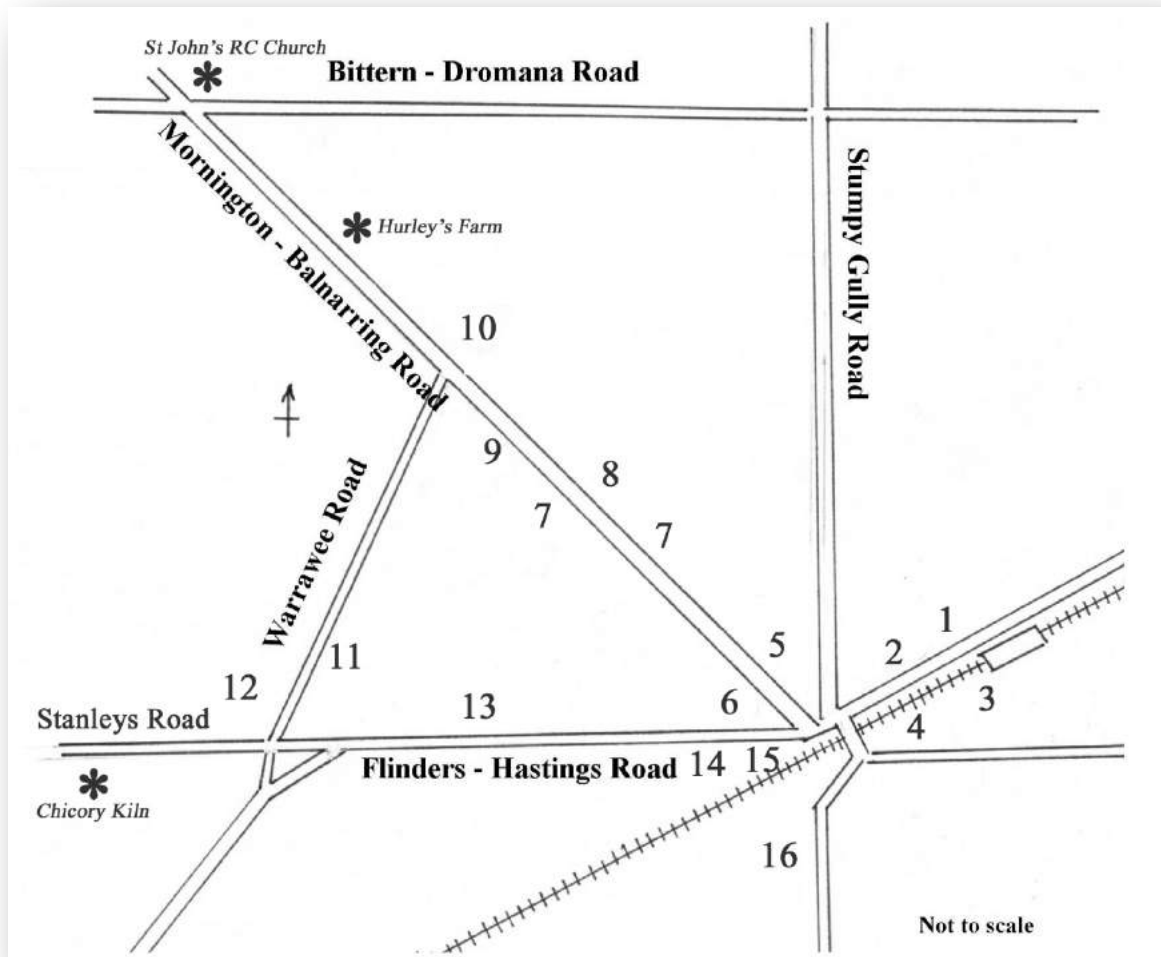 St John's RC Church
Bittern - Dromana Road
Mornington - Balnarring Road
Stumpy Gully Road
Hurley's Farm
10
9
8
7
7
Warrawee Road
1
5
2
11
12
3
6
13
4
Stanleys Road
Flinders - Hastings Road
14
15
Chicory Kiln
16
Not to scale